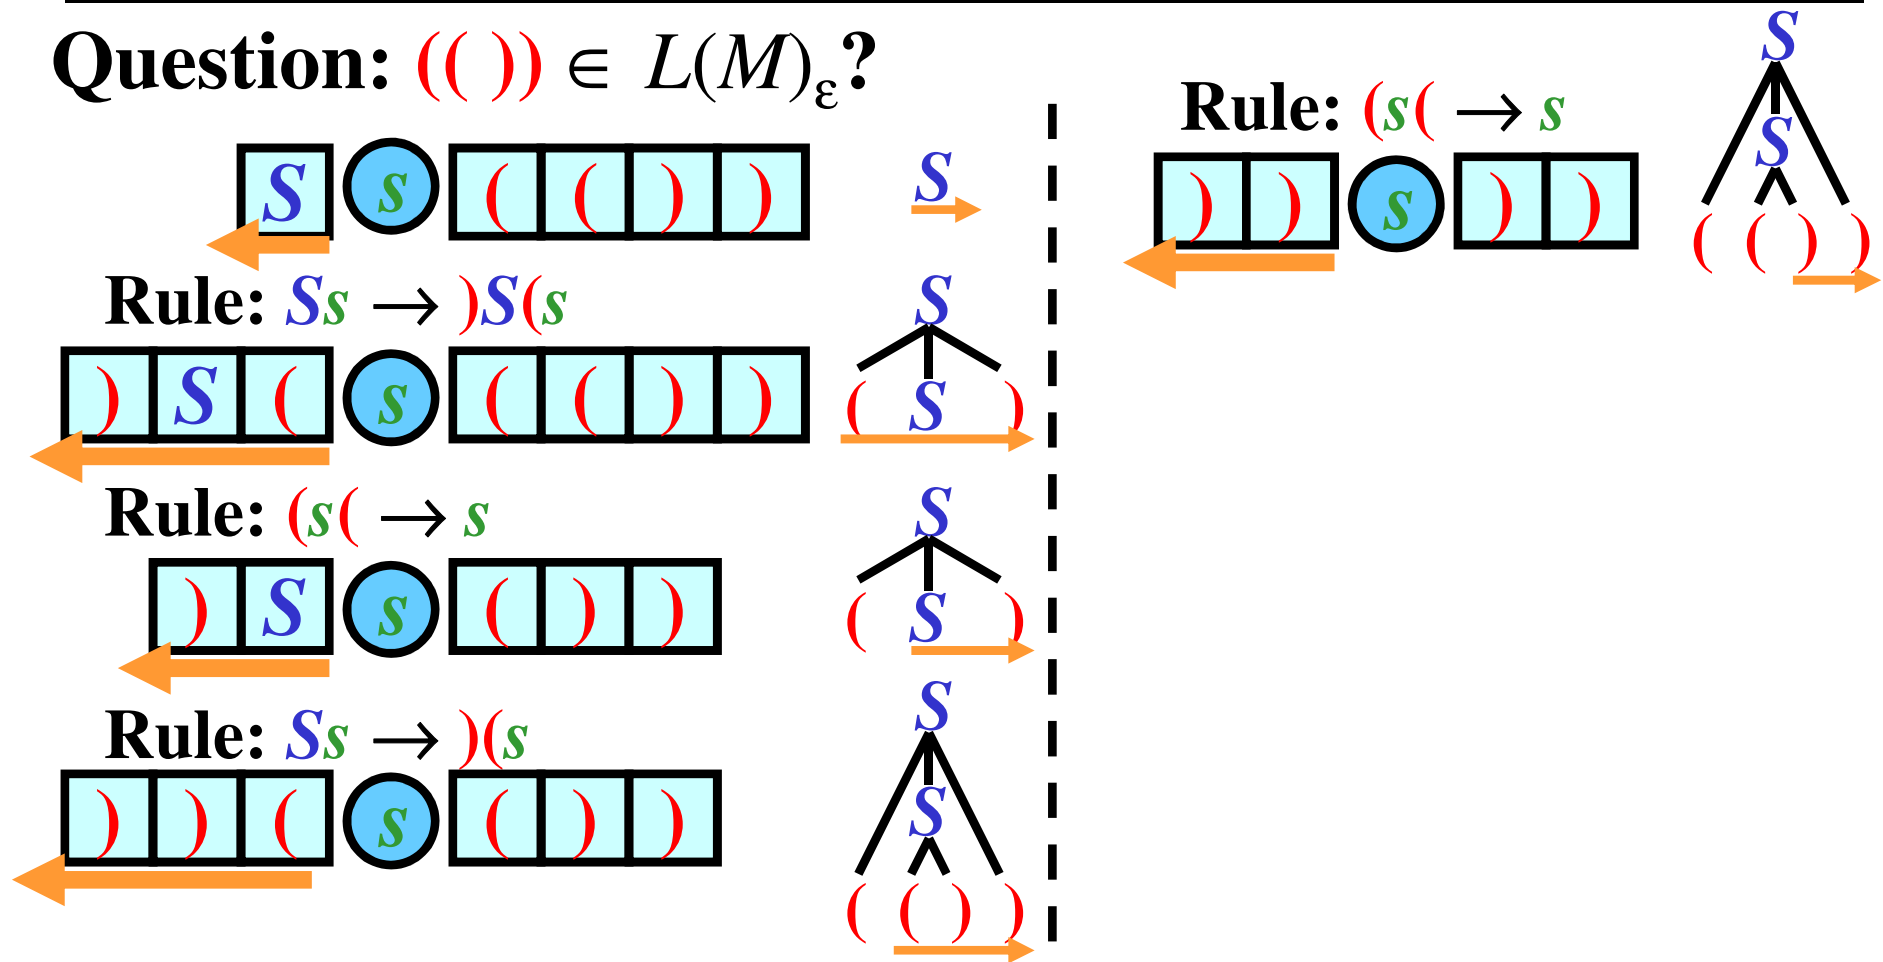 Question: (( )) ∈ L(M)ε?
S s ( ( ) ) S
Rule: Ss → )S(s
S
) S ( s ( ( ) ) ( S )
Rule: (s( → s
S
) S s ( ) ) ( S )
Rule: Ss → )(s
S
) ) ( s ( ) ) S
( ( ) )
S
Rule: (s( → s
S
) ) s ) )
( ( ) )